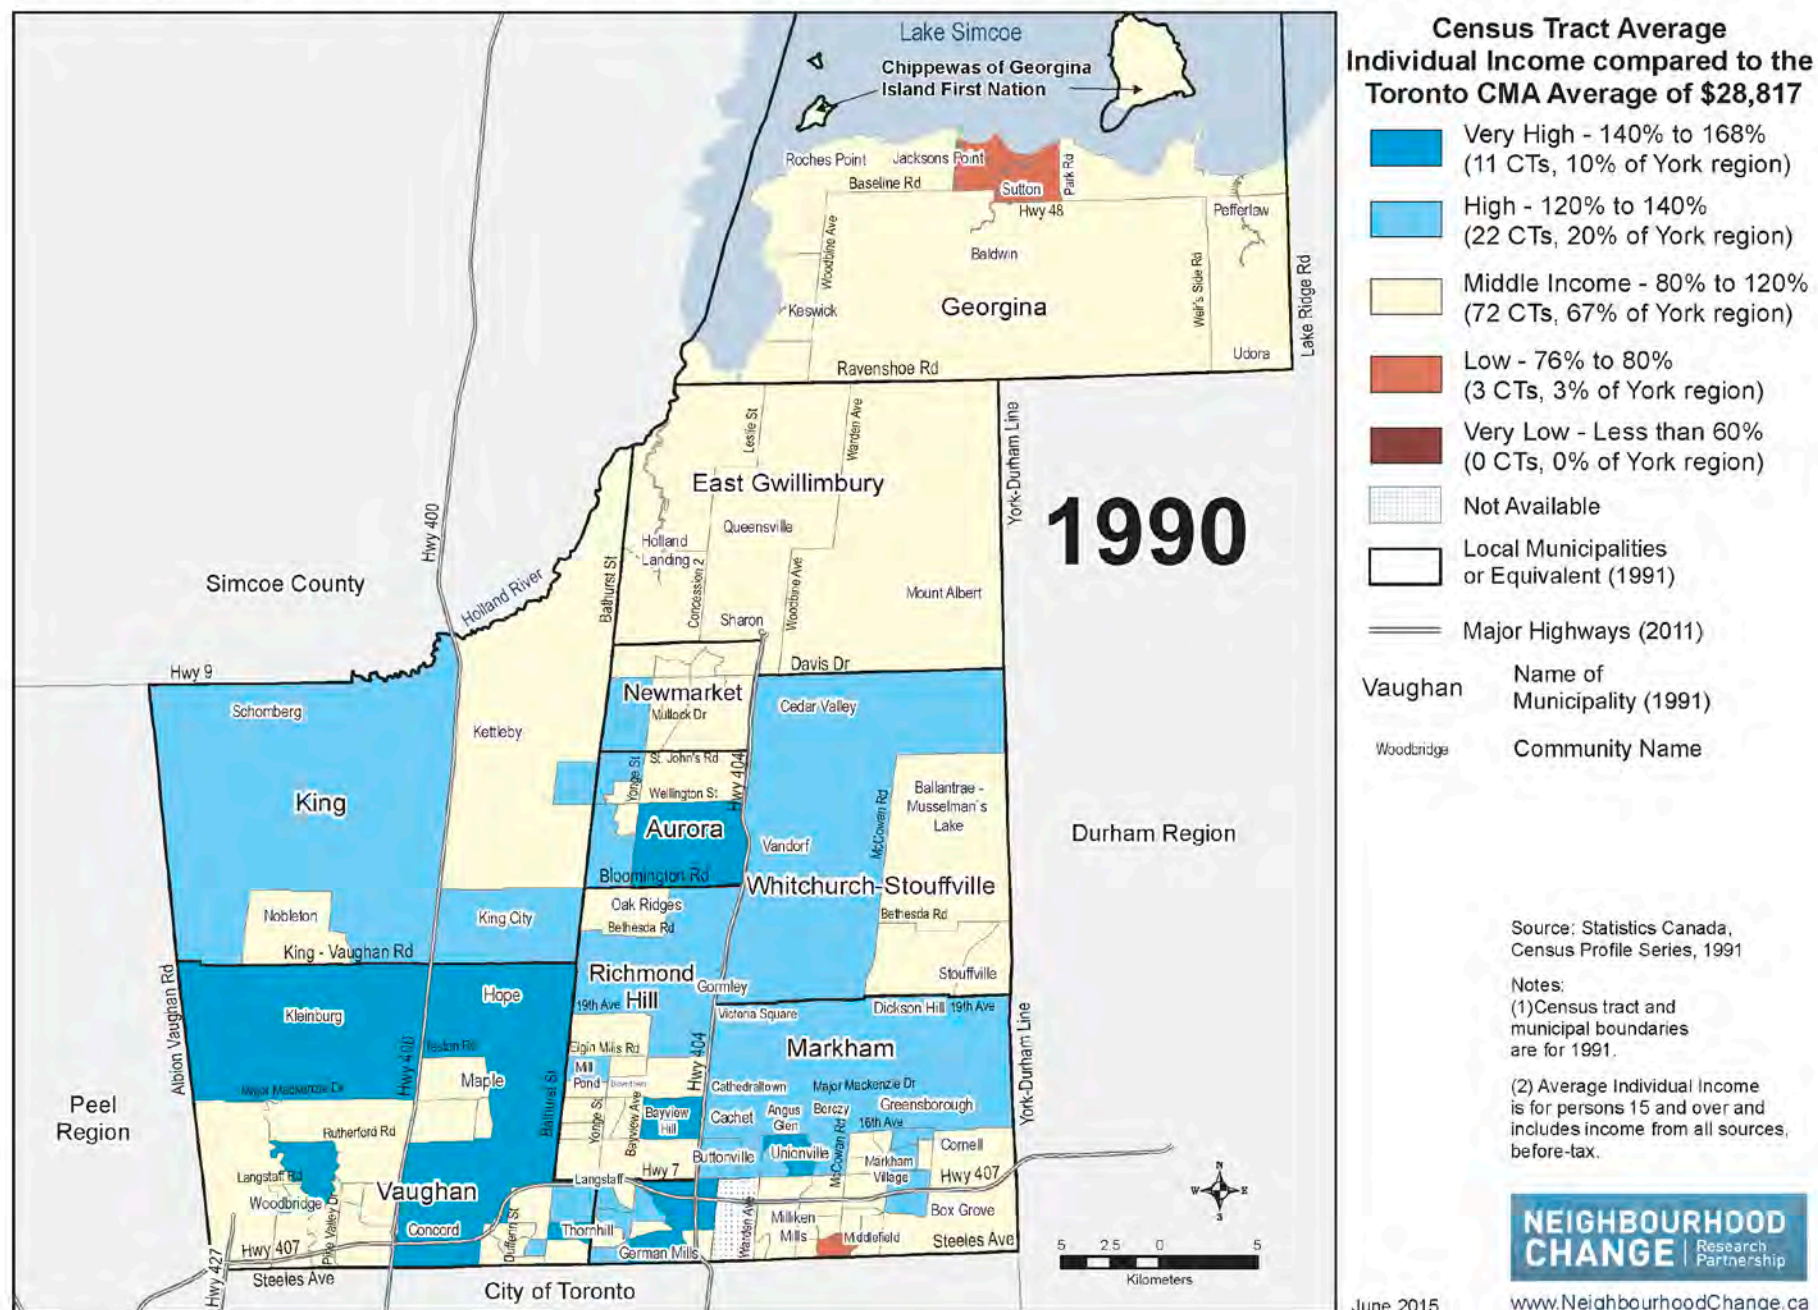 Lake Simcoe
Chippewas of Georgina
Island First Nation
Roches Point
Jacksons Point
Baseline Rd
Sutton
Park Rd
Hwy 48
Pefferlaw
Woodbine Ave
Baldwin
Weir's Side Rd
Lake Ridge Rd
Keswick
Georgina
Udora
Ravenshoe Rd
Leslie St
Warden Ave
York-Durham Line
East Gwillimbury
Queensville
1990
Hwy 400
Holland
Landing
Simcoe County
Holland River
Bathurst St
Concession 2
Woodbine Ave
Mount Albert
Sharon
Hwy 9
Davis Dr
Schomberg
Newmarket
Mullock Dr
Cedar Valley
Kettleby
St. John's Rd
Yonge St
Hwy 404
Wellington St
King
Aurora
Ballantrae -
Musselman's
Lake
McCowan Rd
Vandorf
Durham Region
Bloomington Rd
Whitchurch-Stouffville
Nobleton
King City
Oak Ridges
Bethesda Rd
Bethesda Rd
King - Vaughan Rd
Albion Vaughan Rd
Richmond
Hill
Gormley
Stouffville
Kleinburg
Hope
19th Ave
Victoria Square
Dickson Hill
19th Ave
York-Durham Line
Hwy 400
Teston Rd
Elgin Mills Rd
Hwy 404
Markham
Major Mackenzie Dr
Maple
Mill
Pond
Downtown
Cathedraltown
Major Mackenzie Dr
Peel
Region
Bathurst St
Yonge St
Bayview Ave
Bayview
Hill
Cachet
Angus
Glen
Berczy
Greensborough
16th Ave
Rutherford Rd
McCowan Rd
Buttonville
Unionville
Cornell
Markham
Village
Langstaff Rd
Hwy 7
Langstaff
Hwy 407
Woodbridge
Pine Valley Dr
Vaughan
Dufferin St
Concord
Thornhill
German Mills
Warden Ave
Milliken
Mills
Middlefield
Box Grove
Steeles Ave
Hwy 407
Hwy 427
Steeles Ave
City of Toronto
N
W
E
S
5
2.5
0
5
Kilometers
Census Tract Average
Individual Income compared to the
Toronto CMA Average of $28,817
Very High - 140% to 168%
(11 CTs, 10% of York region)
High - 120% to 140%
(22 CTs, 20% of York region)
Middle Income - 80% to 120%
(72 CTs, 67% of York region)
Low - 76% to 80%
(3 CTs, 3% of York region)
Very Low - Less than 60%
(0 CTs, 0% of York region)
Not Available
Local Municipalities
or Equivalent (1991)
Major Highways (2011)
Vaughan
Name of
Municipality (1991)
Woodbridge
Community Name
Source: Statistics Canada,
Census Profile Series, 1991
Notes:
(1)Census tract and
municipal boundaries
are for 1991.
(2) Average Individual Income
is for persons 15 and over and
includes income from all sources,
before-tax.
NEIGHBOURHOOD
CHANGE
Research
Partnership
June 2015
www.NeighbourhoodChange.ca